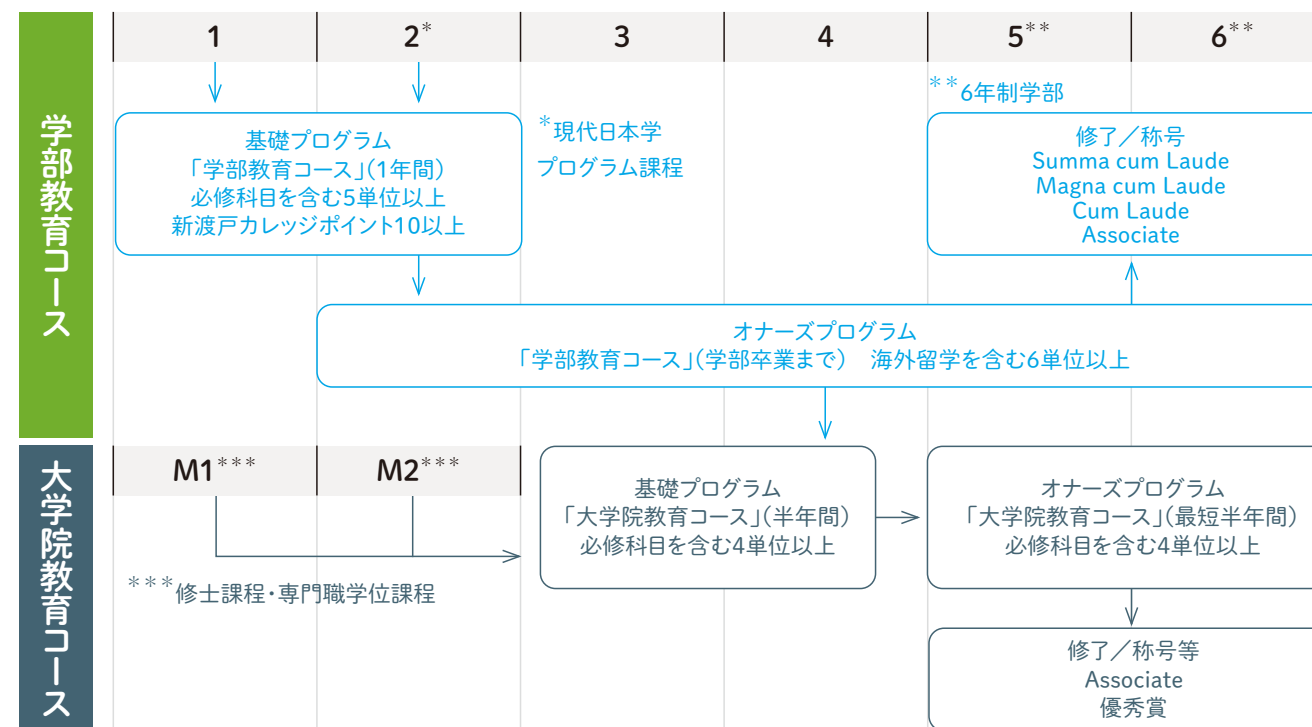 学部教育コース
1 2* 3 4 5** 6**
基礎プログラム
「学部教育コース」(1年間)
必修科目を含む5単位以上
新渡戸カレッジポイント10以上
*現代日本学
プログラム課程
**6年制学部
修了／称号
Summa cum Laude
Magna cum Laude
Cum Laude
Associate
オナーズプログラム
「学部教育コース」(学部卒業まで)　海外留学を含む6単位以上
大学院教育コース
M1*** M2***
***修士課程・専門職学位課程
基礎プログラム
「大学院教育コース」(半年間)
必修科目を含む4単位以上
オナーズプログラム
「大学院教育コース」(最短半年間)
必修科目を含む4単位以上
修了／称号等
Associate
優秀賞